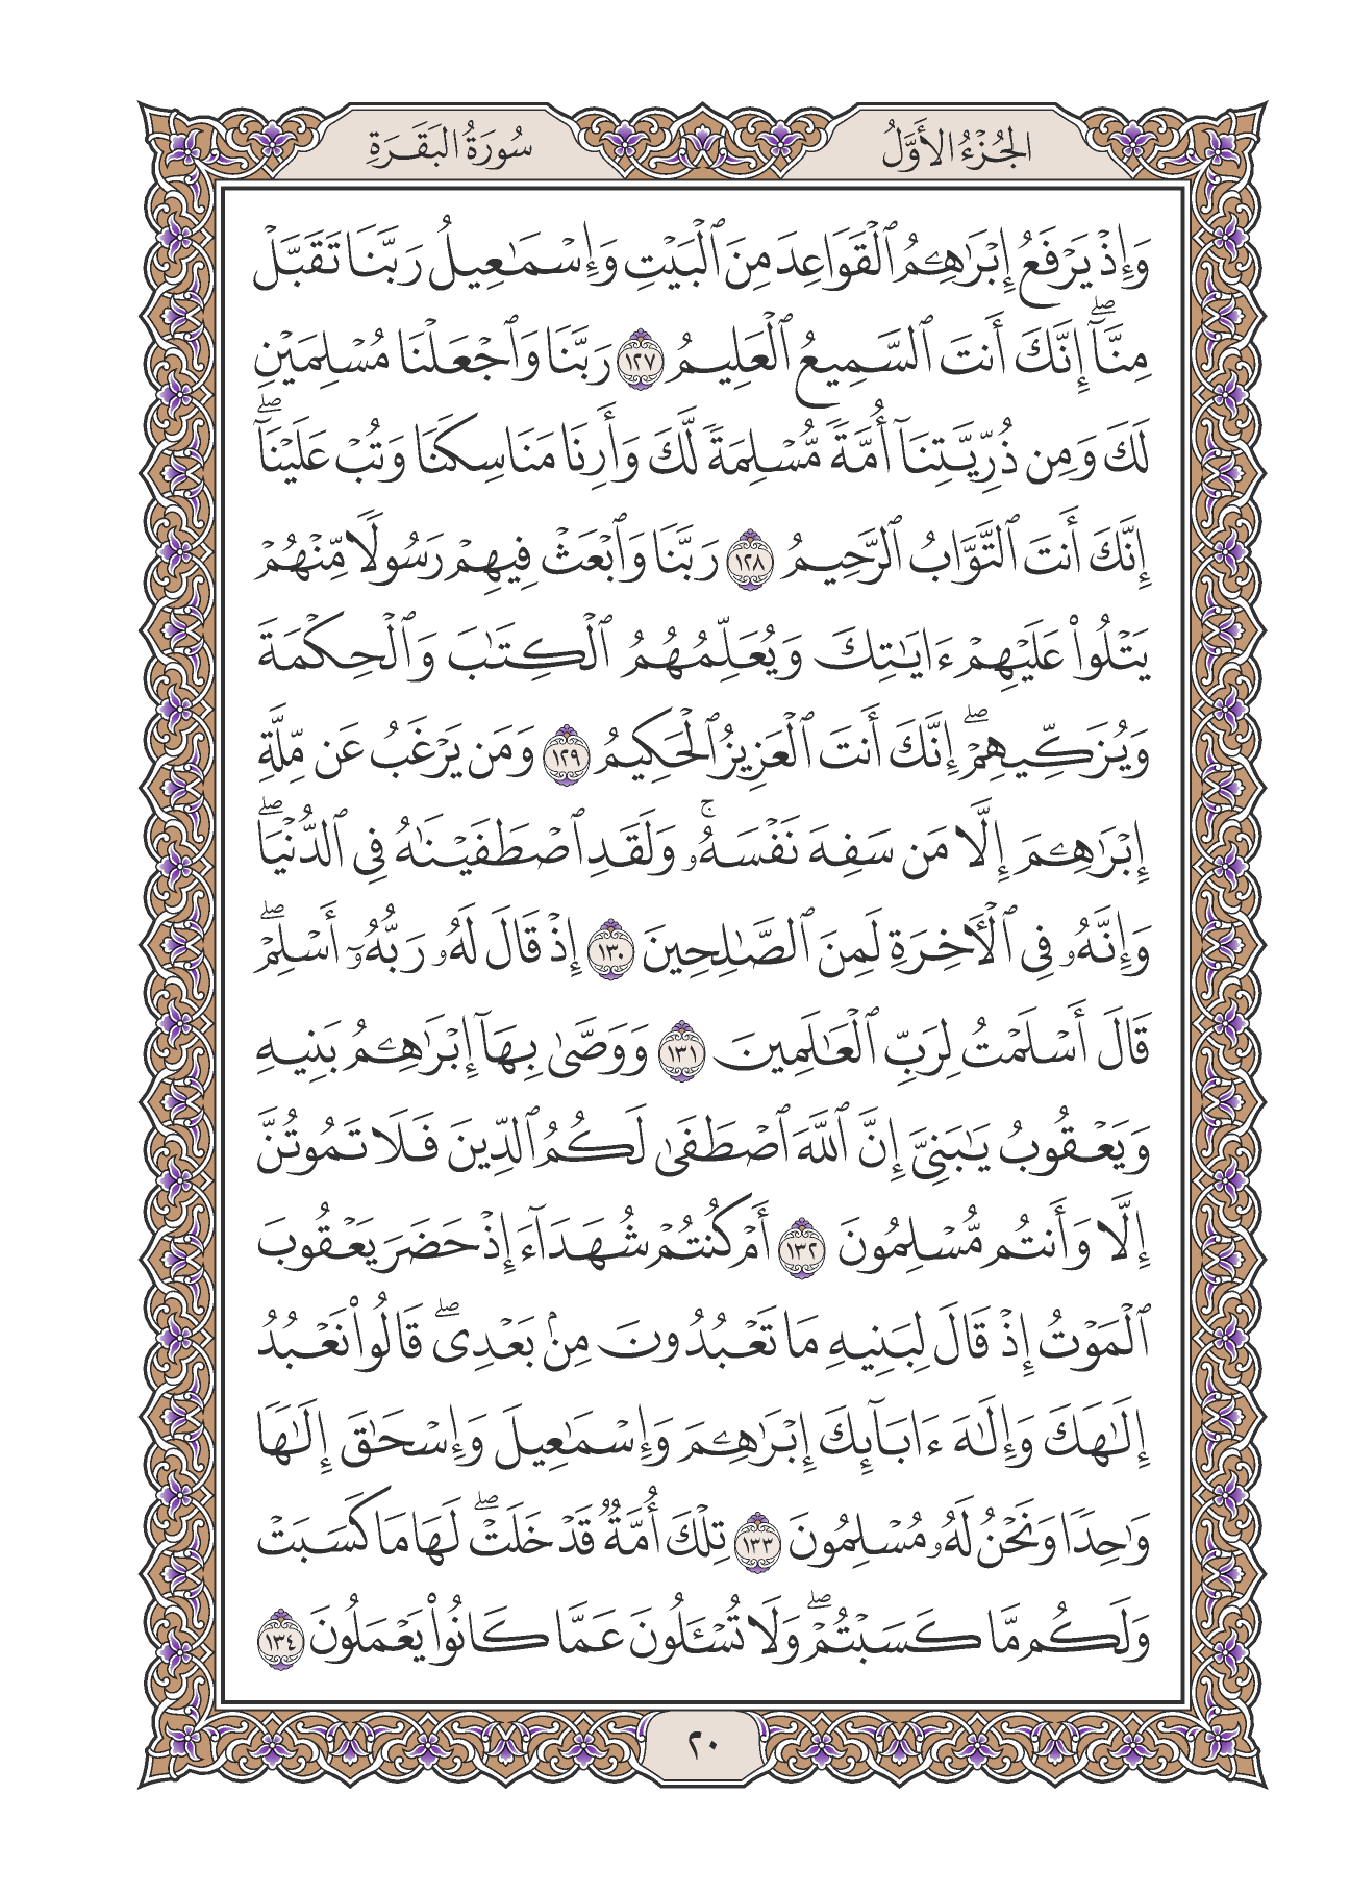 الجُزْءُ الأَوَّلُ
سُورَةُ البَقَرَةِ
وَإِذْ يَرْفَعُ إِبْرَٰهِـۧمُ ٱلْقَوَاعِدَ مِنَ ٱلْبَيْتِ وَإِسْمَـٰعِيلُ رَبَّنَا تَقَبَّلْ
مِنَّآ ۖ إِنَّكَ أَنتَ ٱلسَّمِيعُ ٱلْعَلِيمُ ١٢٧ رَبَّنَا وَٱجْعَلْنَا مُسْلِمَيْنِ
لَكَ وَمِن ذُرِّيَّتِنَآ أُمَّةً مُّسْلِمَةً لَّكَ وَأَرِنَا مَنَاسِكَنَا وَتُبْ عَلَيْنَآ ۖ
إِنَّكَ أَنتَ ٱلتَّوَّابُ ٱلرَّحِيمُ ١٢٨ رَبَّنَا وَٱبْعَثْ فِيهِمْ رَسُولًا مِّنْهُمْ
يَتْلُوا۟ عَلَيْهِمْ ءَايَـٰتِكَ وَيُعَلِّمُهُمُ ٱلْكِتَـٰبَ وَٱلْحِكْمَةَ
وَيُزَكِّيهِمْ ۖ إِنَّكَ أَنتَ ٱلْعَزِيزُ ٱلْحَكِيمُ ١٢٩ وَمَن يَرْغَبُ عَن مِّلَّةِ
إِبْرَٰهِـۧمَ إِلَّا مَن سَفِهَ نَفْسَهُۥ ۚ وَلَقَدِ ٱصْطَفَيْنَـٰهُ فِى ٱلدُّنْيَا ۖ
وَإِنَّهُۥ فِى ٱلْـَٔاخِرَةِ لَمِنَ ٱلصَّـٰلِحِينَ ١٣٠ إِذْ قَالَ لَهُۥ رَبُّهُۥٓ أَسْلِمْ ۖ
قَالَ أَسْلَمْتُ لِرَبِّ ٱلْعَـٰلَمِينَ ١٣١ وَوَصَّىٰ بِهَآ إِبْرَٰهِـۧمُ بَنِيهِ
وَيَعْقُوبُ يَـٰبَنِىَّ إِنَّ ٱللَّهَ ٱصْطَفَىٰ لَكُمُ ٱلدِّينَ فَلَا تَمُوتُنَّ
إِلَّا وَأَنتُم مُّسْلِمُونَ ١٣٢ أَمْ كُنتُمْ شُهَدَآءَ إِذْ حَضَرَ يَعْقُوبَ
ٱلْمَوْتُ إِذْ قَالَ لِبَنِيهِ مَا تَعْبُدُونَ مِنۢ بَعْدِى ۖ قَالُوا۟ نَعْبُدُ
إِلَـٰهَكَ وَإِلَـٰهَ ءَابَآئِكَ إِبْرَٰهِـۧمَ وَإِسْمَـٰعِيلَ وَإِسْحَـٰقَ إِلَـٰهًا
وَٰحِدًا وَنَحْنُ لَهُۥ مُسْلِمُونَ ١٣٣ تِلْكَ أُمَّةٌ قَدْ خَلَتْ ۖ لَهَا مَا كَسَبَتْ
وَلَكُم مَّا كَسَبْتُمْ ۖ وَلَا تُسْـَٔلُونَ عَمَّا كَانُوا۟ يَعْمَلُونَ ١٣٤
٢٠